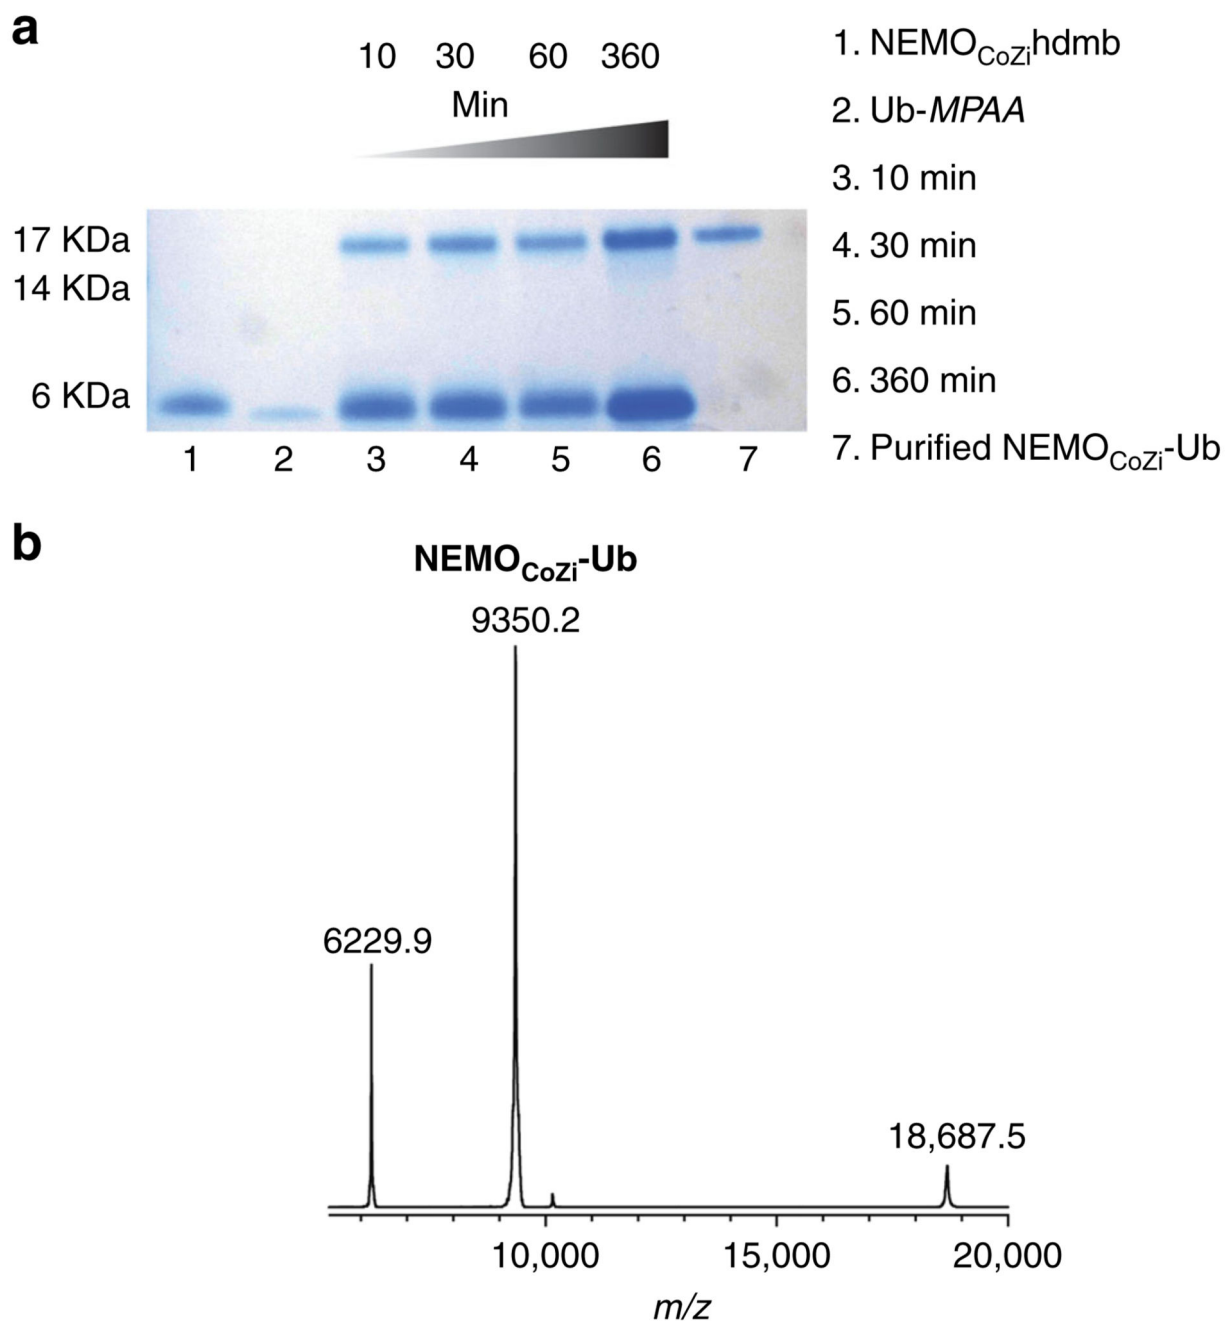 a
10 30 60 360
Min
17 KDa
14 KDa
6 KDa
1 2 3 4 5 6 7
1. NEMOCoZihdmb
2. Ub-MPAA
3. 10 min
4. 30 min
5. 60 min
6. 360 min
7. Purified NEMOCoZi-Ub
b
NEMOCoZi-Ub
9350.2
6229.9
18,687.5
10,000 15,000 20,000
m/z